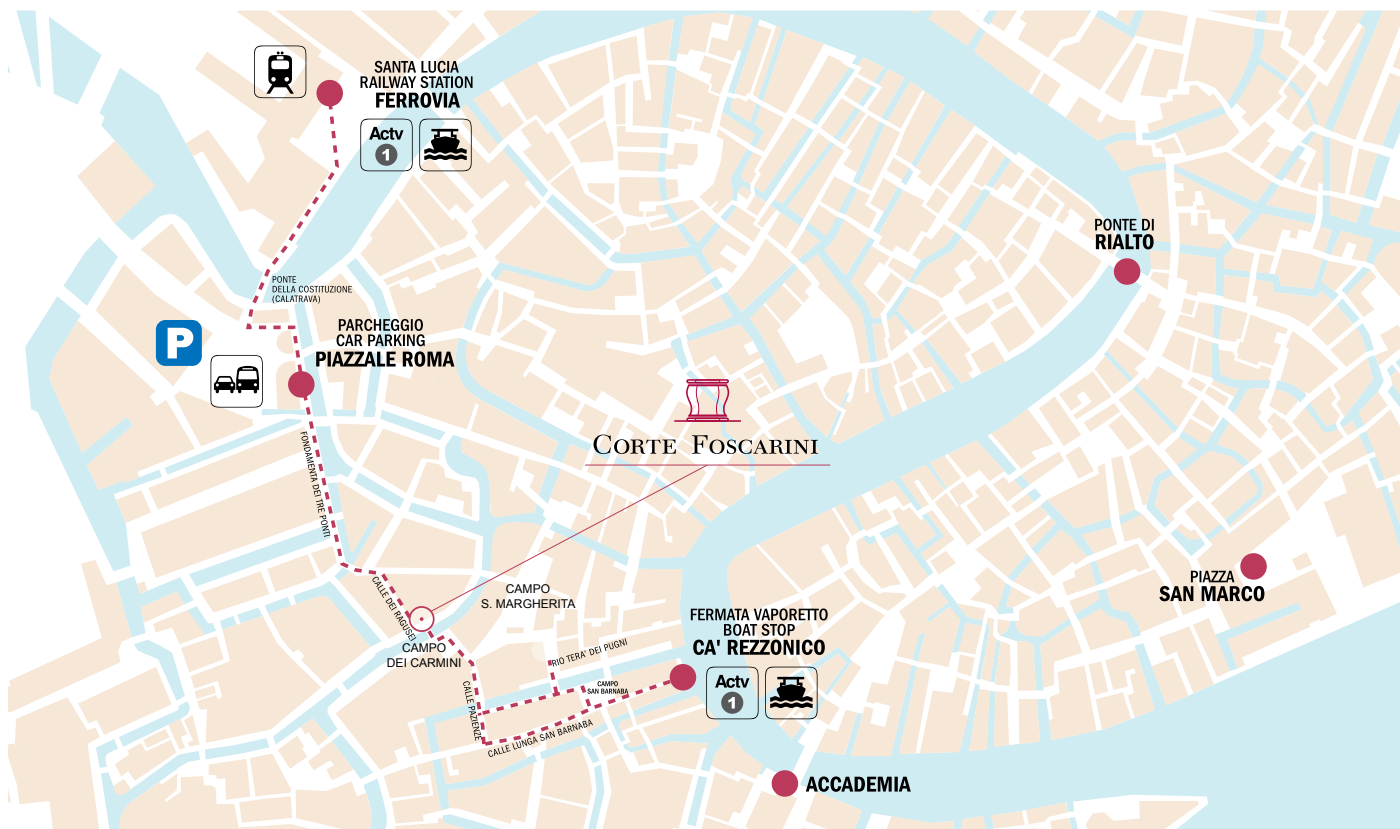 SANTA LUCIA
RAILWAY STATION
FERROVIA
Actv
1
PONTE DI
RIALTO
PONTE
DELLA COSTITUZIONE
(CALATRAVA)
P
PARCHEGGIO
CAR PARKING
PIAZZALE ROMA
CORTE FOSCARINI
FONDAMENTA DEI TRE PONTI
PIAZZA
SAN MARCO
CALLE DEI RAGUSEI
CAMPO
S. MARGHERITA
CAMPO
DEI CARMINI
FERMATA VAPORETTO
BOAT STOP
CA' REZZONICO
Actv
1
RIO TERA' DEI PUGNI
CAMPO
SAN BARNABA
CALLE PAZIENZE
CALLE LUNGA SAN BARNABA
ACCADEMIA